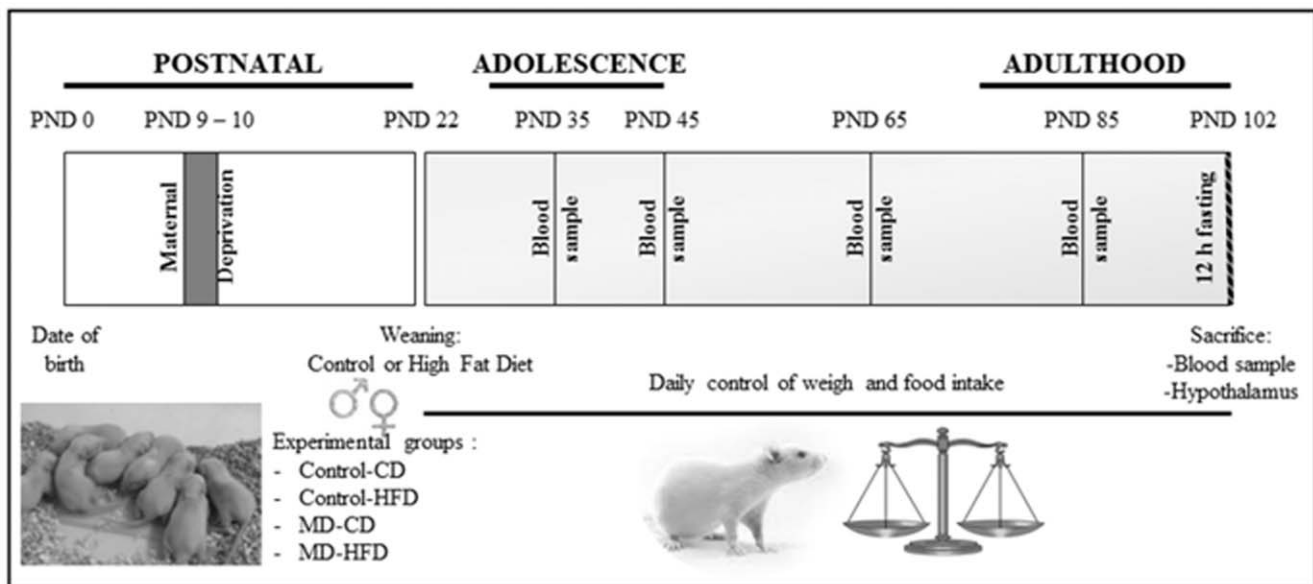 POSTNATAL
ADOLESCENCE
ADULTHOOD
PND 0
PND 9 – 10
PND 22
PND 35
PND 45
PND 65
PND 85
PND 102
Maternal
Deprivation
Blood
sample
Blood
sample
Blood
sample
Blood
sample
12 h fasting
Date of
birth
Weaning:
Control or High Fat Diet
Daily control of weigh and food intake
Sacrifice:
-Blood sample
-Hypothalamus
Experimental groups :
- Control-CD
- Control-HFD
- MD-CD
- MD-HFD